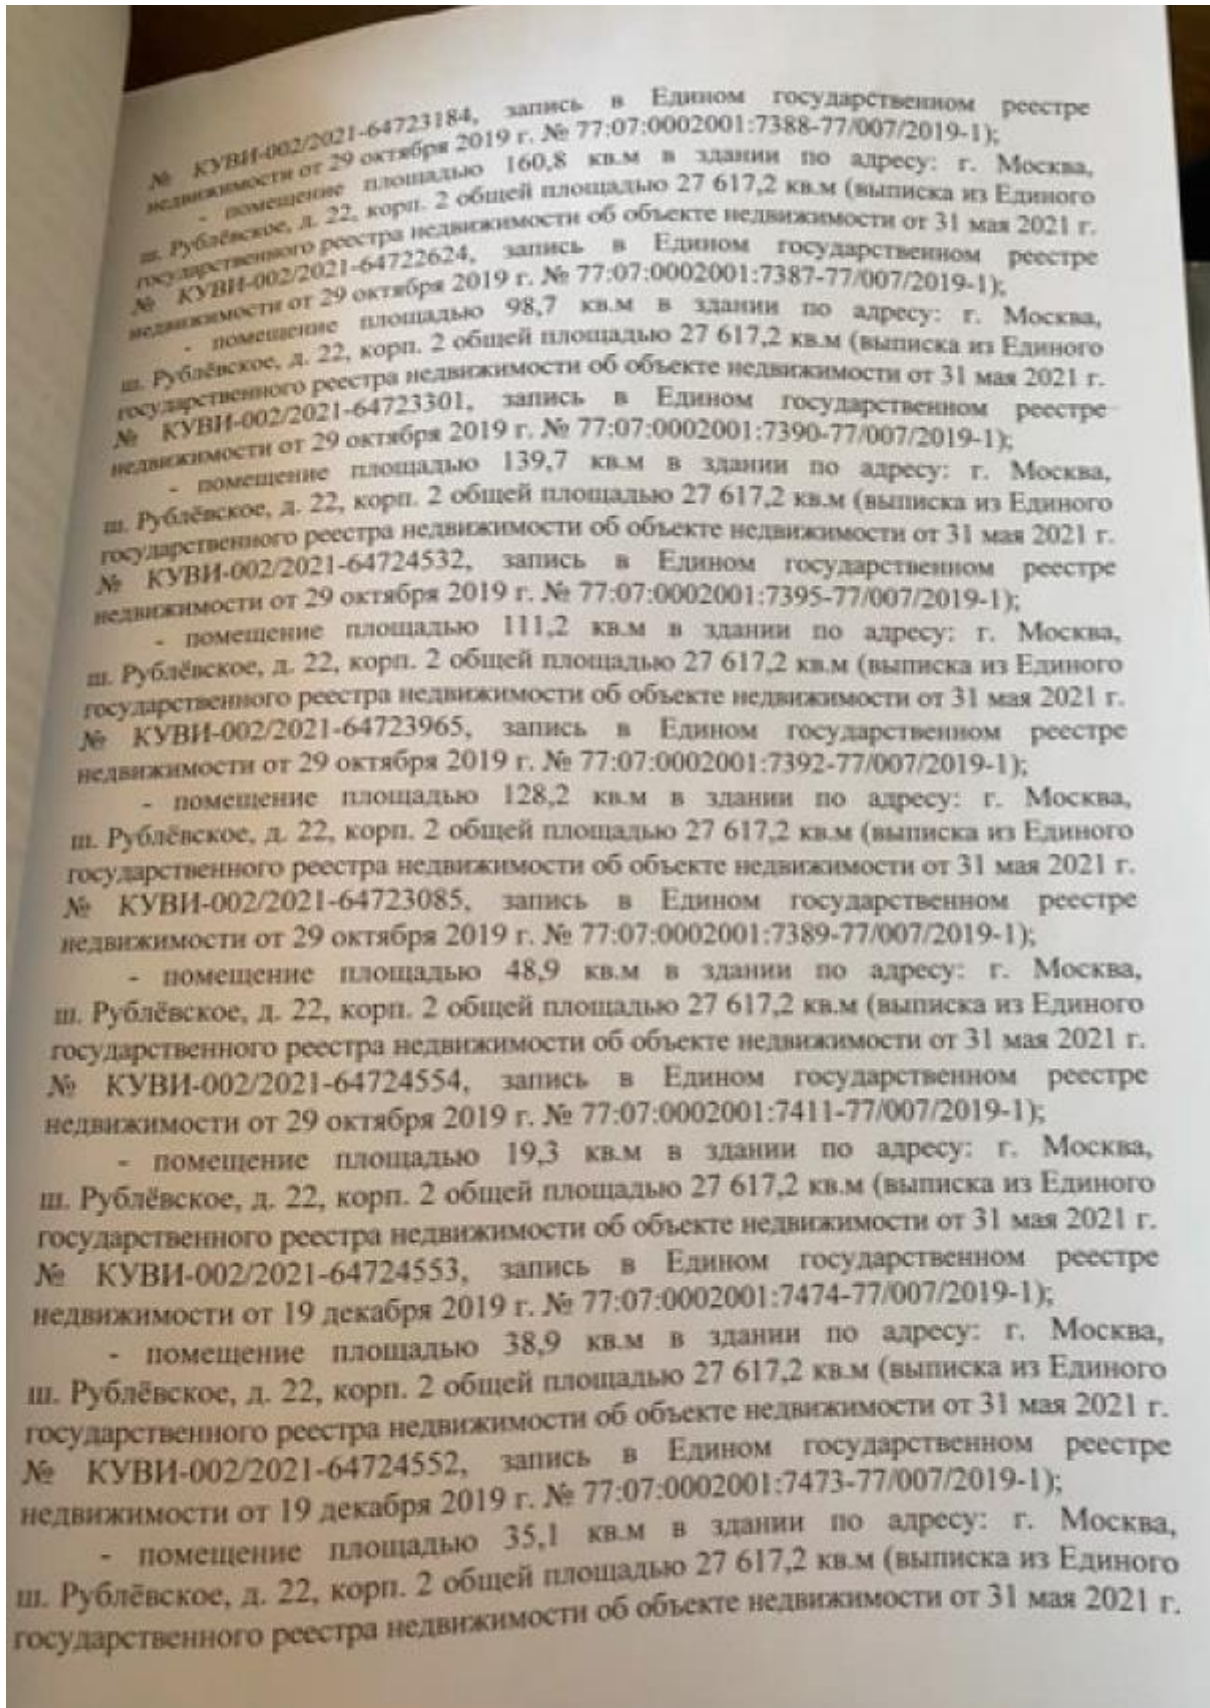 № КУВИ-002/2021-64723184, запись в Едином государственном реестре
недвижимости от 29 октября 2019 г. № 77:07:0002001:7388-77/007/2019-1);
- помещение площадью 160,8 кв.м в здании по адресу: г. Москва,
ш. Рублёвское, д. 22, корп. 2 общей площадью 27 617,2 кв.м (выписка из Единого
государственного реестра недвижимости об объекте недвижимости от 31 мая 2021 г.
№ КУВИ-002/2021-64722624, запись в Едином государственном реестре
недвижимости от 29 октября 2019 г. № 77:07:0002001:7387-77/007/2019-1);
- помещение площадью 98,7 кв.м в здании по адресу: г. Москва,
ш. Рублёвское, д. 22, корп. 2 общей площадью 27 617,2 кв.м (выписка из Единого
государственного реестра недвижимости об объекте недвижимости от 31 мая 2021 г.
№ КУВИ-002/2021-64723301, запись в Едином государственном реестре
недвижимости от 29 октября 2019 г. № 77:07:0002001:7390-77/007/2019-1);
- помещение площадью 139,7 кв.м в здании по адресу: г. Москва,
ш. Рублёвское, д. 22, корп. 2 общей площадью 27 617,2 кв.м (выписка из Единого
государственного реестра недвижимости об объекте недвижимости от 31 мая 2021 г.
№ КУВИ-002/2021-64724532, запись в Едином государственном реестре
недвижимости от 29 октября 2019 г. № 77:07:0002001:7395-77/007/2019-1);
- помещение площадью 111,2 кв.м в здании по адресу: г. Москва,
ш. Рублёвское, д. 22, корп. 2 общей площадью 27 617,2 кв.м (выписка из Единого
государственного реестра недвижимости об объекте недвижимости от 31 мая 2021 г.
№ КУВИ-002/2021-64723965, запись в Едином государственном реестре
недвижимости от 29 октября 2019 г. № 77:07:0002001:7392-77/007/2019-1);
- помещение площадью 128,2 кв.м в здании по адресу: г. Москва,
ш. Рублёвское, д. 22, корп. 2 общей площадью 27 617,2 кв.м (выписка из Единого
государственного реестра недвижимости об объекте недвижимости от 31 мая 2021 г.
№ КУВИ-002/2021-64723085, запись в Едином государственном реестре
недвижимости от 29 октября 2019 г. № 77:07:0002001:7389-77/007/2019-1);
- помещение площадью 48,9 кв.м в здании по адресу: г. Москва,
ш. Рублёвское, д. 22, корп. 2 общей площадью 27 617,2 кв.м (выписка из Единого
государственного реестра недвижимости об объекте недвижимости от 31 мая 2021 г.
№ КУВИ-002/2021-64724554, запись в Едином государственном реестре
недвижимости от 29 октября 2019 г. № 77:07:0002001:7411-77/007/2019-1);
- помещение площадью 19,3 кв.м в здании по адресу: г. Москва,
ш. Рублёвское, д. 22, корп. 2 общей площадью 27 617,2 кв.м (выписка из Единого
государственного реестра недвижимости об объекте недвижимости от 31 мая 2021 г.
№ КУВИ-002/2021-64724553, запись в Едином государственном реестре
недвижимости от 19 декабря 2019 г. № 77:07:0002001:7474-77/007/2019-1);
- помещение площадью 38,9 кв.м в здании по адресу: г. Москва,
ш. Рублёвское, д. 22, корп. 2 общей площадью 27 617,2 кв.м (выписка из Единого
государственного реестра недвижимости об объекте недвижимости от 31 мая 2021 г.
№ КУВИ-002/2021-64724552, запись в Едином государственном реестре
недвижимости от 19 декабря 2019 г. № 77:07:0002001:7473-77/007/2019-1);
- помещение площадью 35,1 кв.м в здании по адресу: г. Москва,
ш. Рублёвское, д. 22, корп. 2 общей площадью 27 617,2 кв.м (выписка из Единого
государственного реестра недвижимости об объекте недвижимости от 31 мая 2021 г.